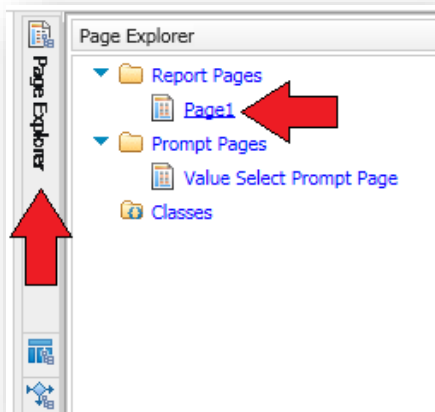 Page Explorer
Page Explorer
Report Pages
Page1
Prompt Pages
Value Select Prompt Page
Classes